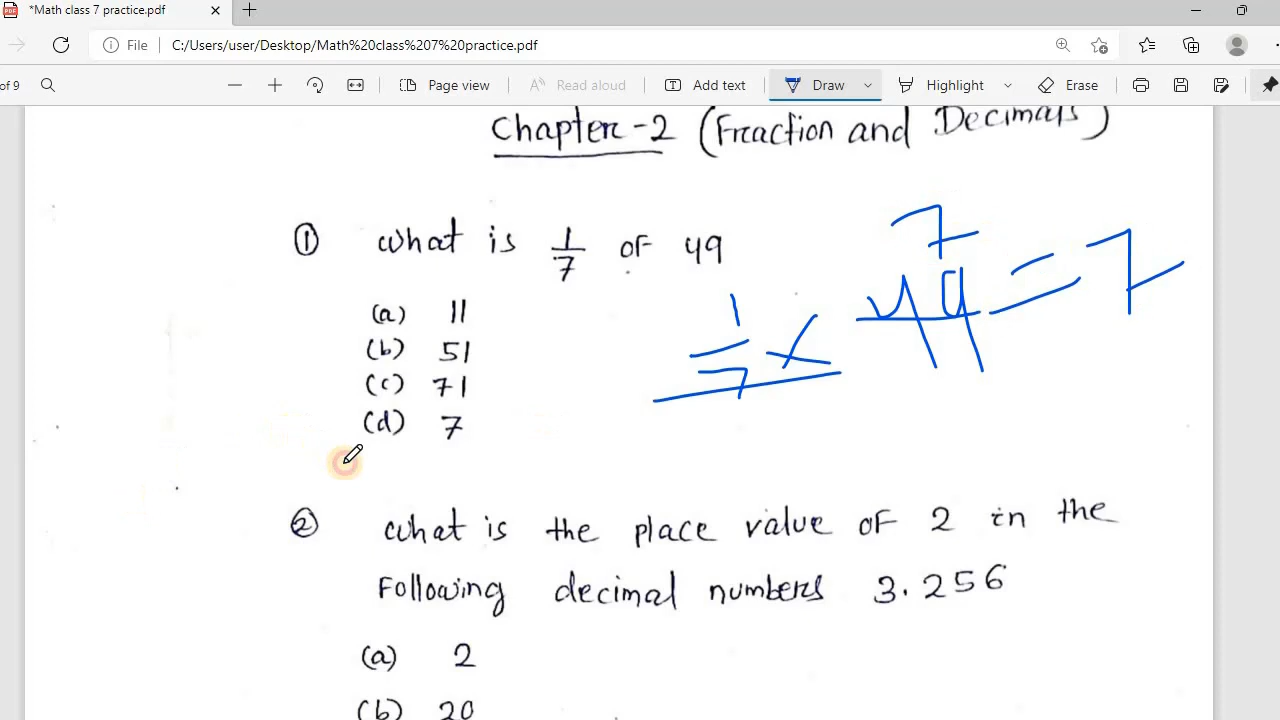 *Math class 7 practice.pdf
File C:/Users/user/Desktop/Math%20class%207%20practice.pdf
of 9 Page view Read aloud Add text Draw Highlight Erase
Chapter-2 (Fraction and Decimals)
① What is 1/7 of 49
(a) 11
(b) 51
(c) 71
(d) 7
1/7 × 49 = 7
7
② What is the place value of 2 in the
Following decimal numbers 3.256
(a) 2
(b) 20